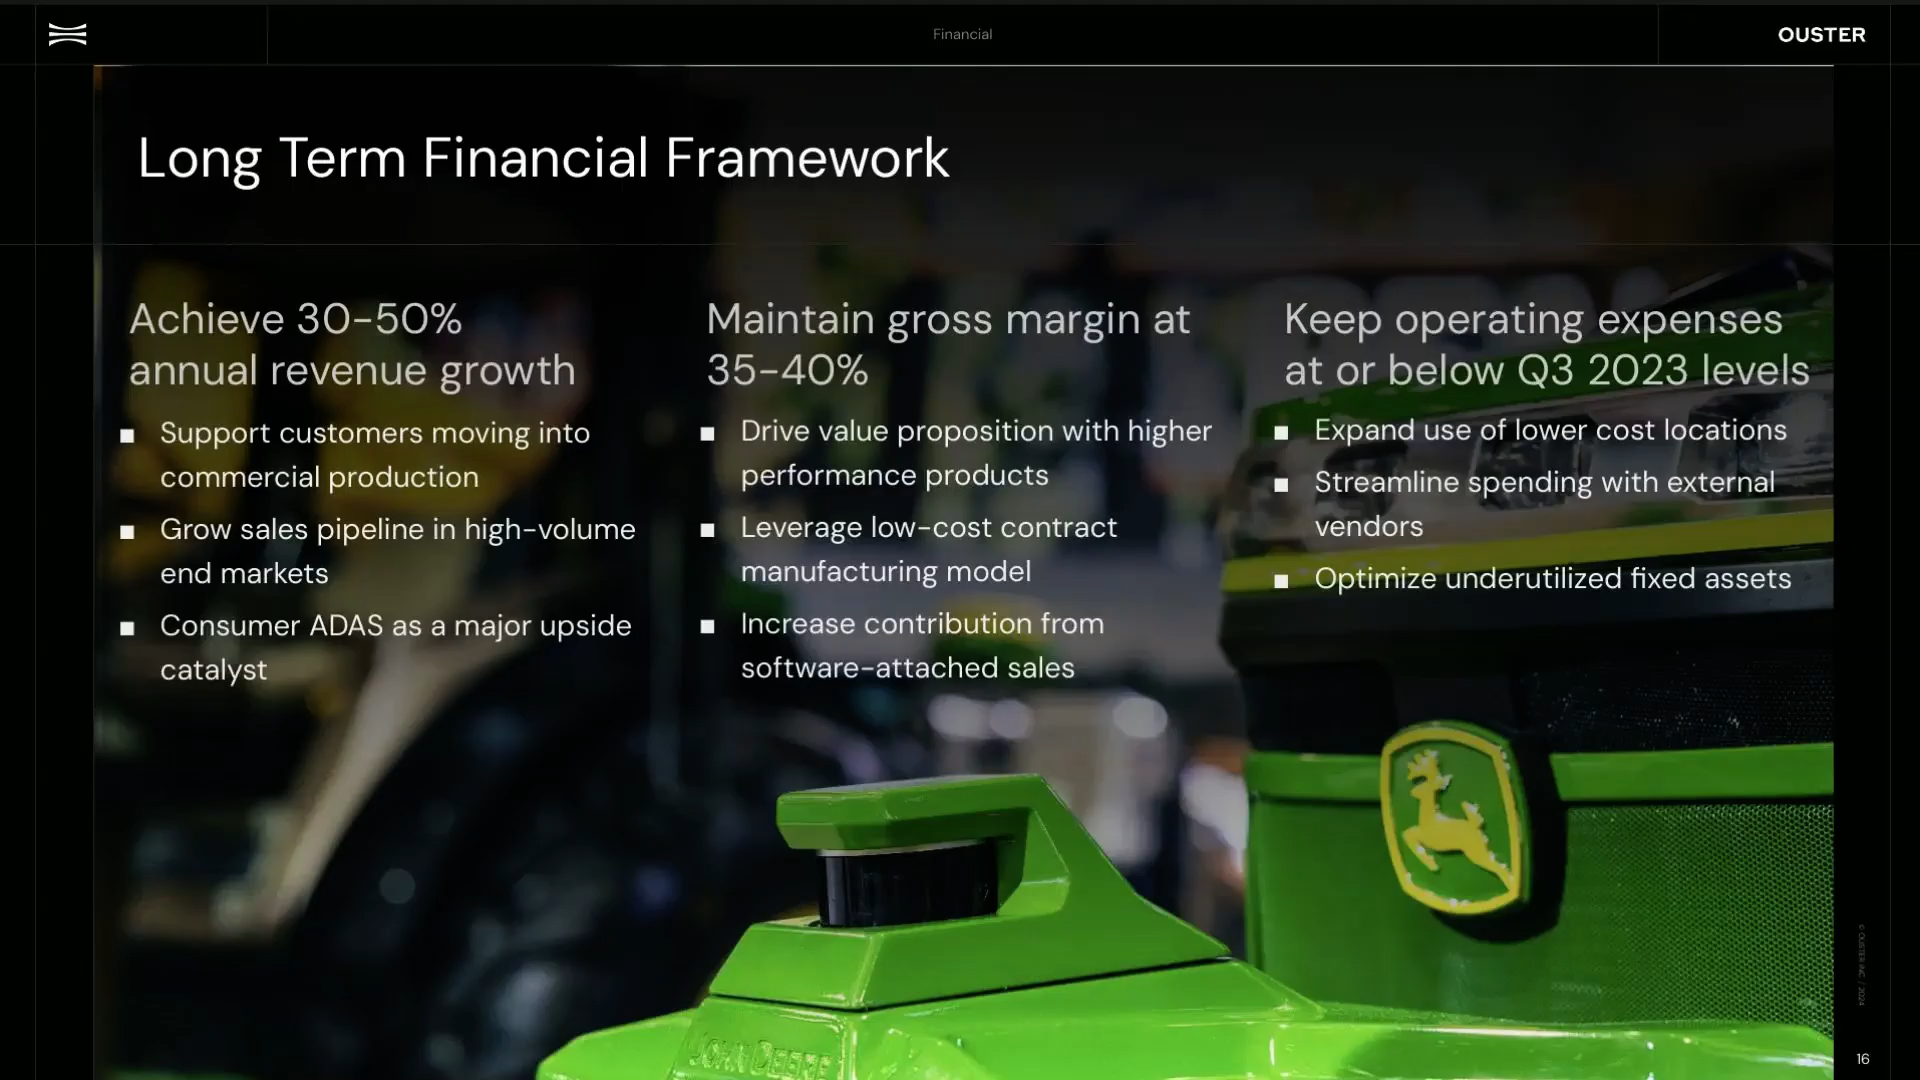 Financial
OUSTER
Long Term Financial Framework
Achieve 30-50%
annual revenue growth
▪ Support customers moving into
commercial production
▪ Grow sales pipeline in high-volume
end markets
▪ Consumer ADAS as a major upside
catalyst
Maintain gross margin at
35-40%
▪ Drive value proposition with higher
performance products
▪ Leverage low-cost contract
manufacturing model
▪ Increase contribution from
software-attached sales
Keep operating expenses
at or below Q3 2023 levels
▪ Expand use of lower cost locations
▪ Streamline spending with external
vendors
▪ Optimize underutilized fixed assets
JOHN DEERE
© OUSTER INC / 2024
16